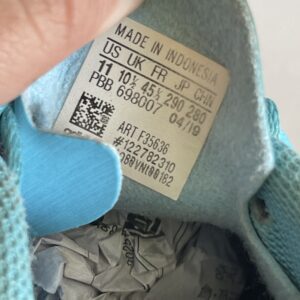 MADE IN INDONESIA
US UK FR JP CHN
11 10½ 45⅓ 290 280
PBB 698007 04/19
ART F35636
#122782310